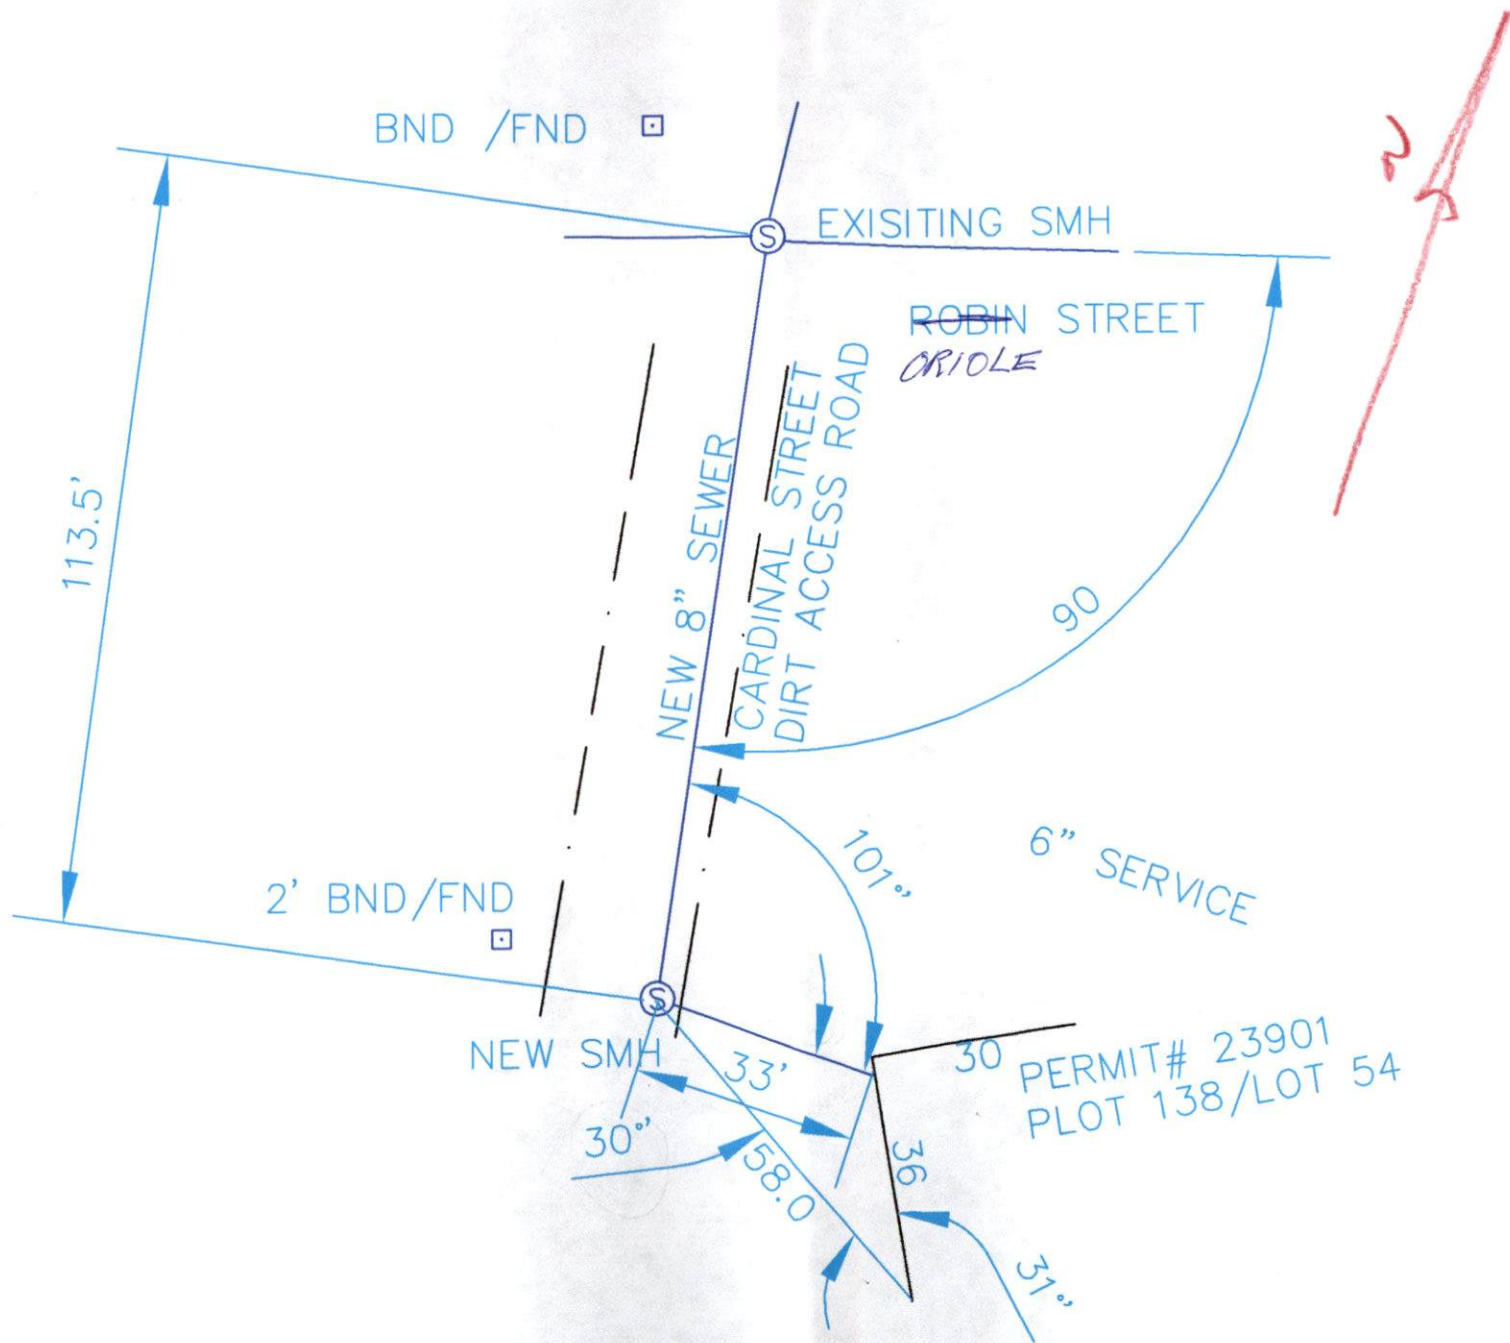 BND /FND
EXISITING SMH
ROBIN STREET
ORIOLE
113.5'
NEW 8" SEWER
CARDINAL STREET
DIRT ACCESS ROAD
90
101°
6" SERVICE
2' BND/FND
S
S
NEW SMH
33'
30
PERMIT# 23901
PLOT 138/LOT 54
30°
58.0
36
31°
N